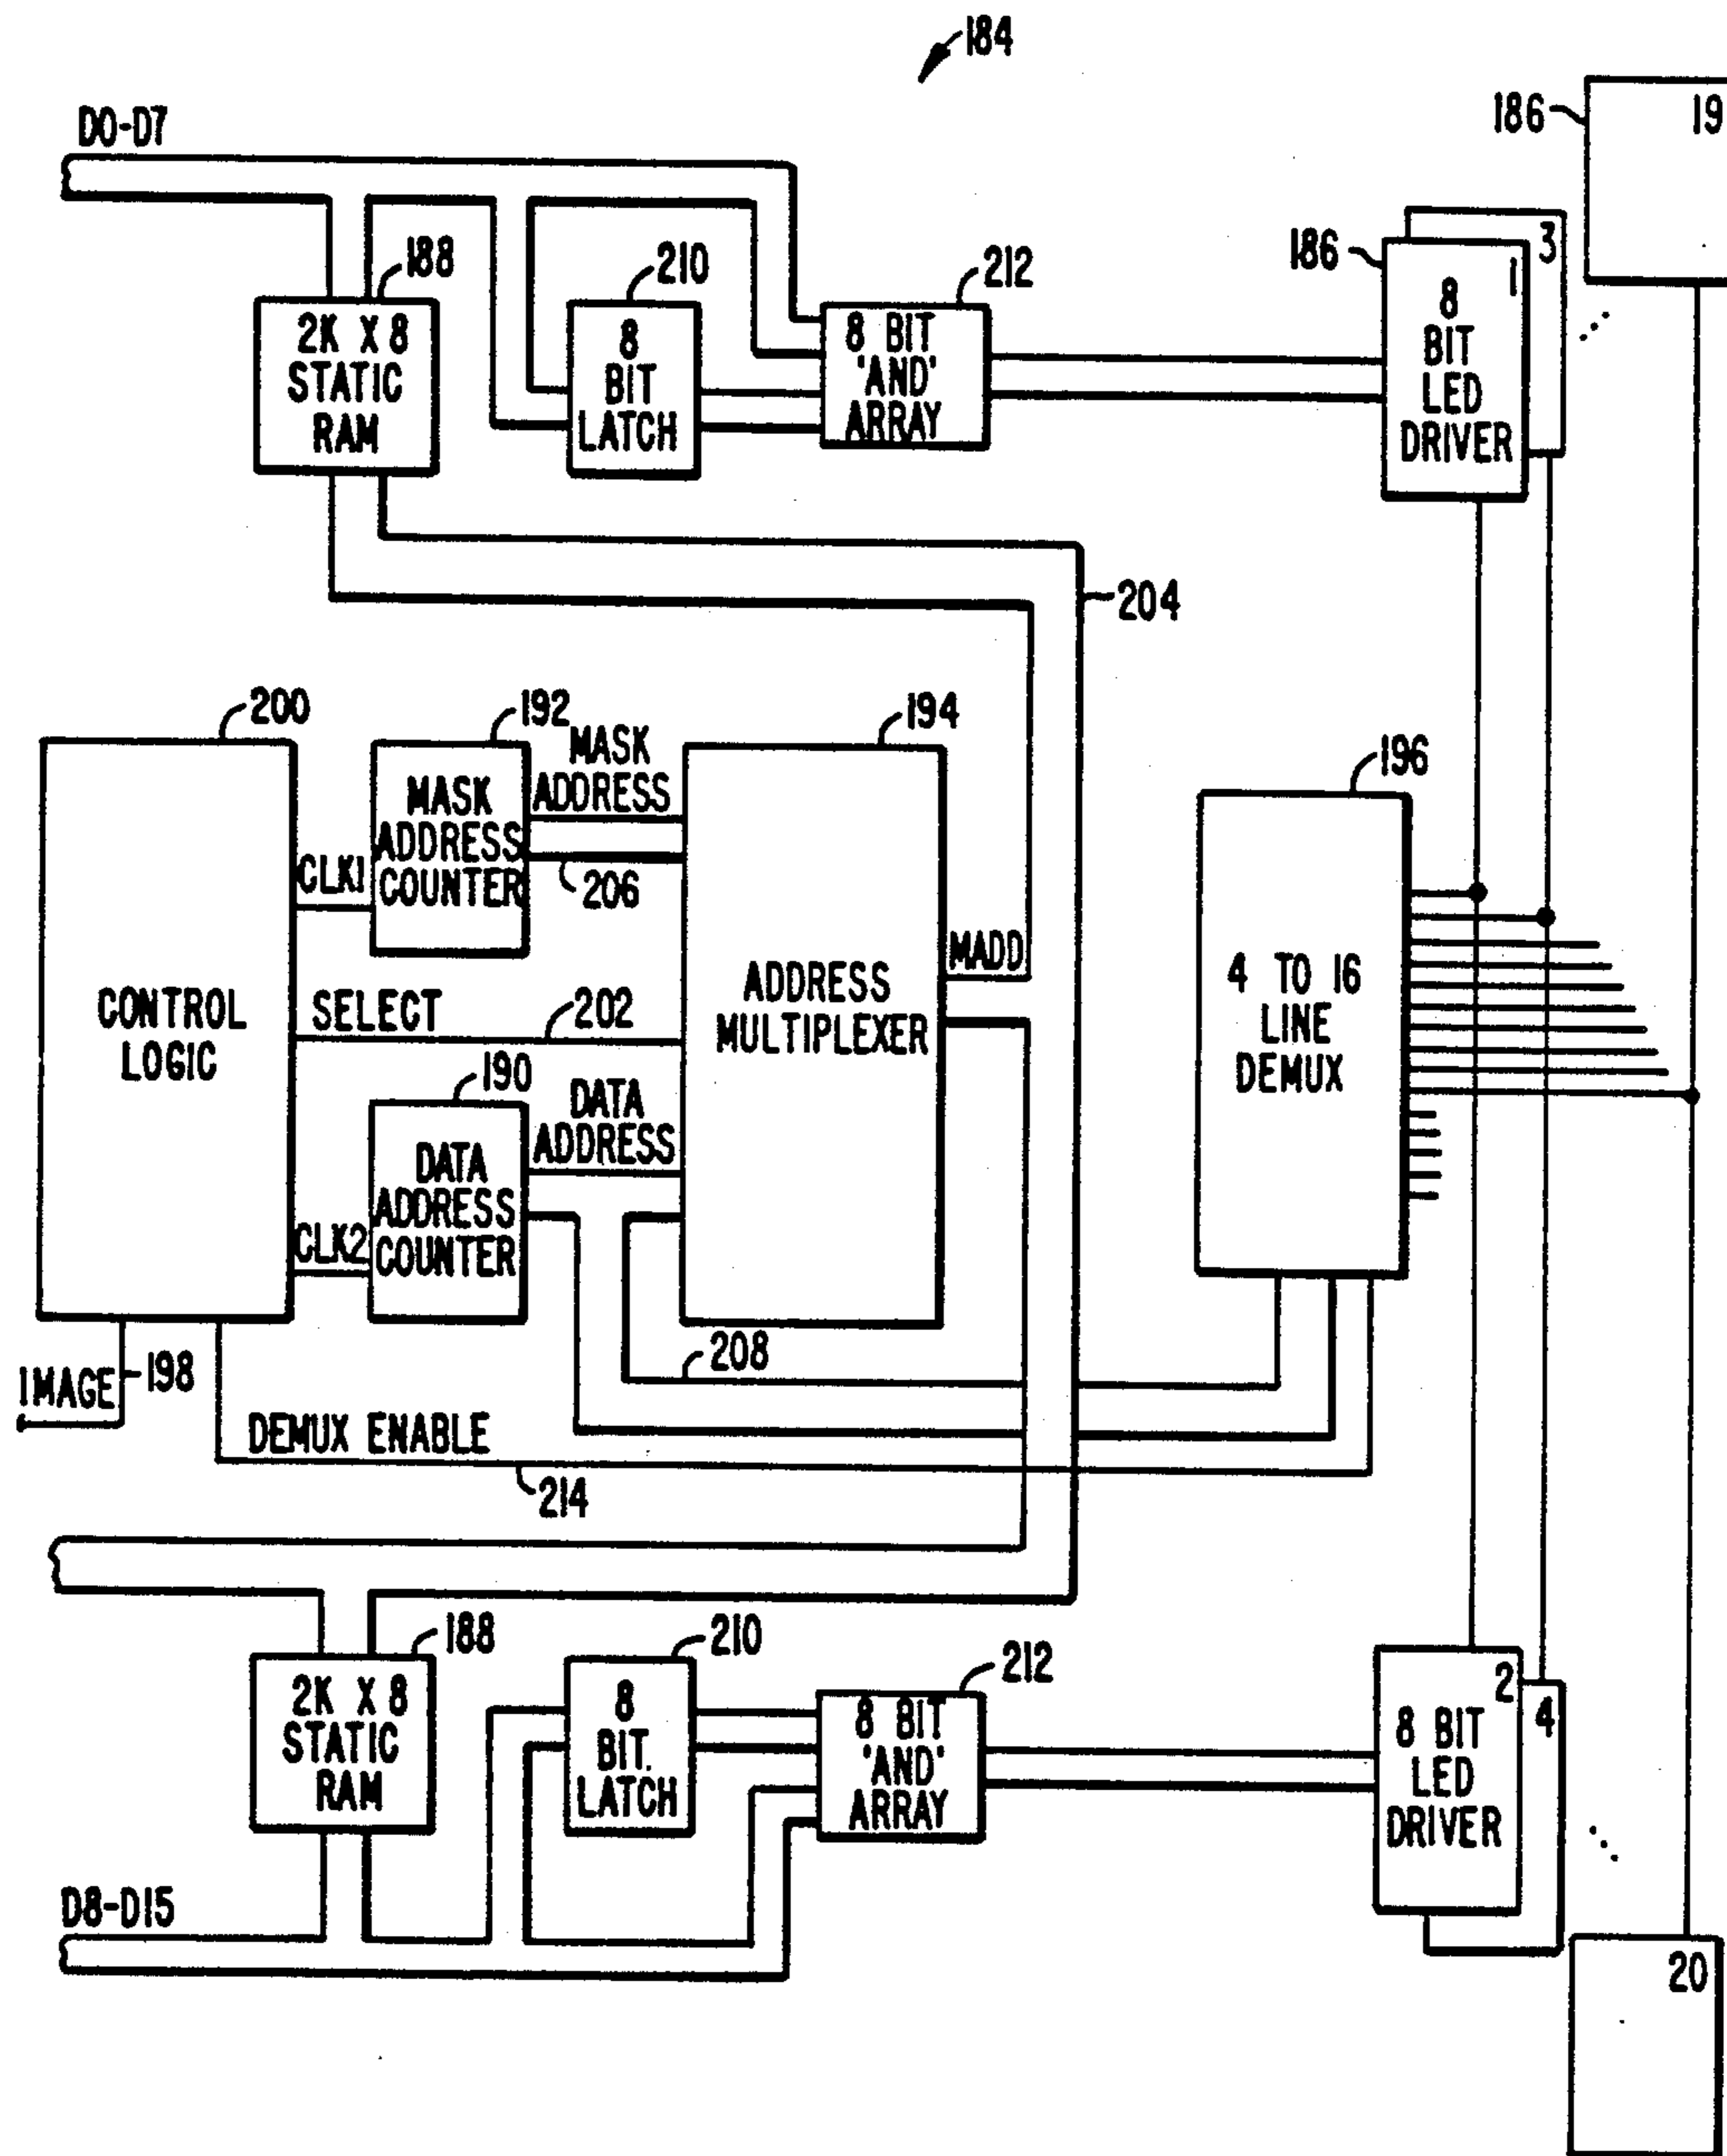 184
D0-D7
186
19
188
210
212
186
1
3
2K X 8
STATIC
RAM
8
BIT
LATCH
8 BIT
'AND'
ARRAY
8
BIT
LED
DRIVER
204
200
192
MASK
ADDRESS
194
196
CONTROL
LOGIC
CLK1
MASK
ADDRESS
COUNTER
206
ADDRESS
MULTIPLEXER
MADD
4 TO 16
LINE
DEMUX
SELECT
202
190
DATA
ADDRESS
CLK2
DATA
ADDRESS
COUNTER
208
IMAGE
198
DEMUX ENABLE
214
188
210
212
2K X 8
STATIC
RAM
8
BIT.
LATCH
8 BIT
'AND'
ARRAY
2
4
8 BIT
LED
DRIVER
D8-D15
20